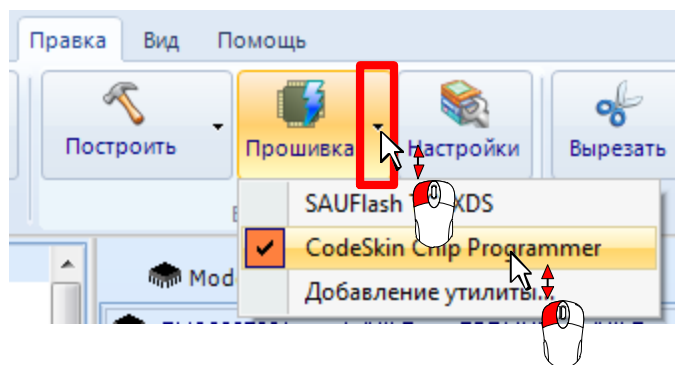 Правка Вид Помощь
Построить Прошивка Настройки Вырезать
SAUFlash XDS
CodeSkin Chip Programmer
Mod
Добавление утилиты...